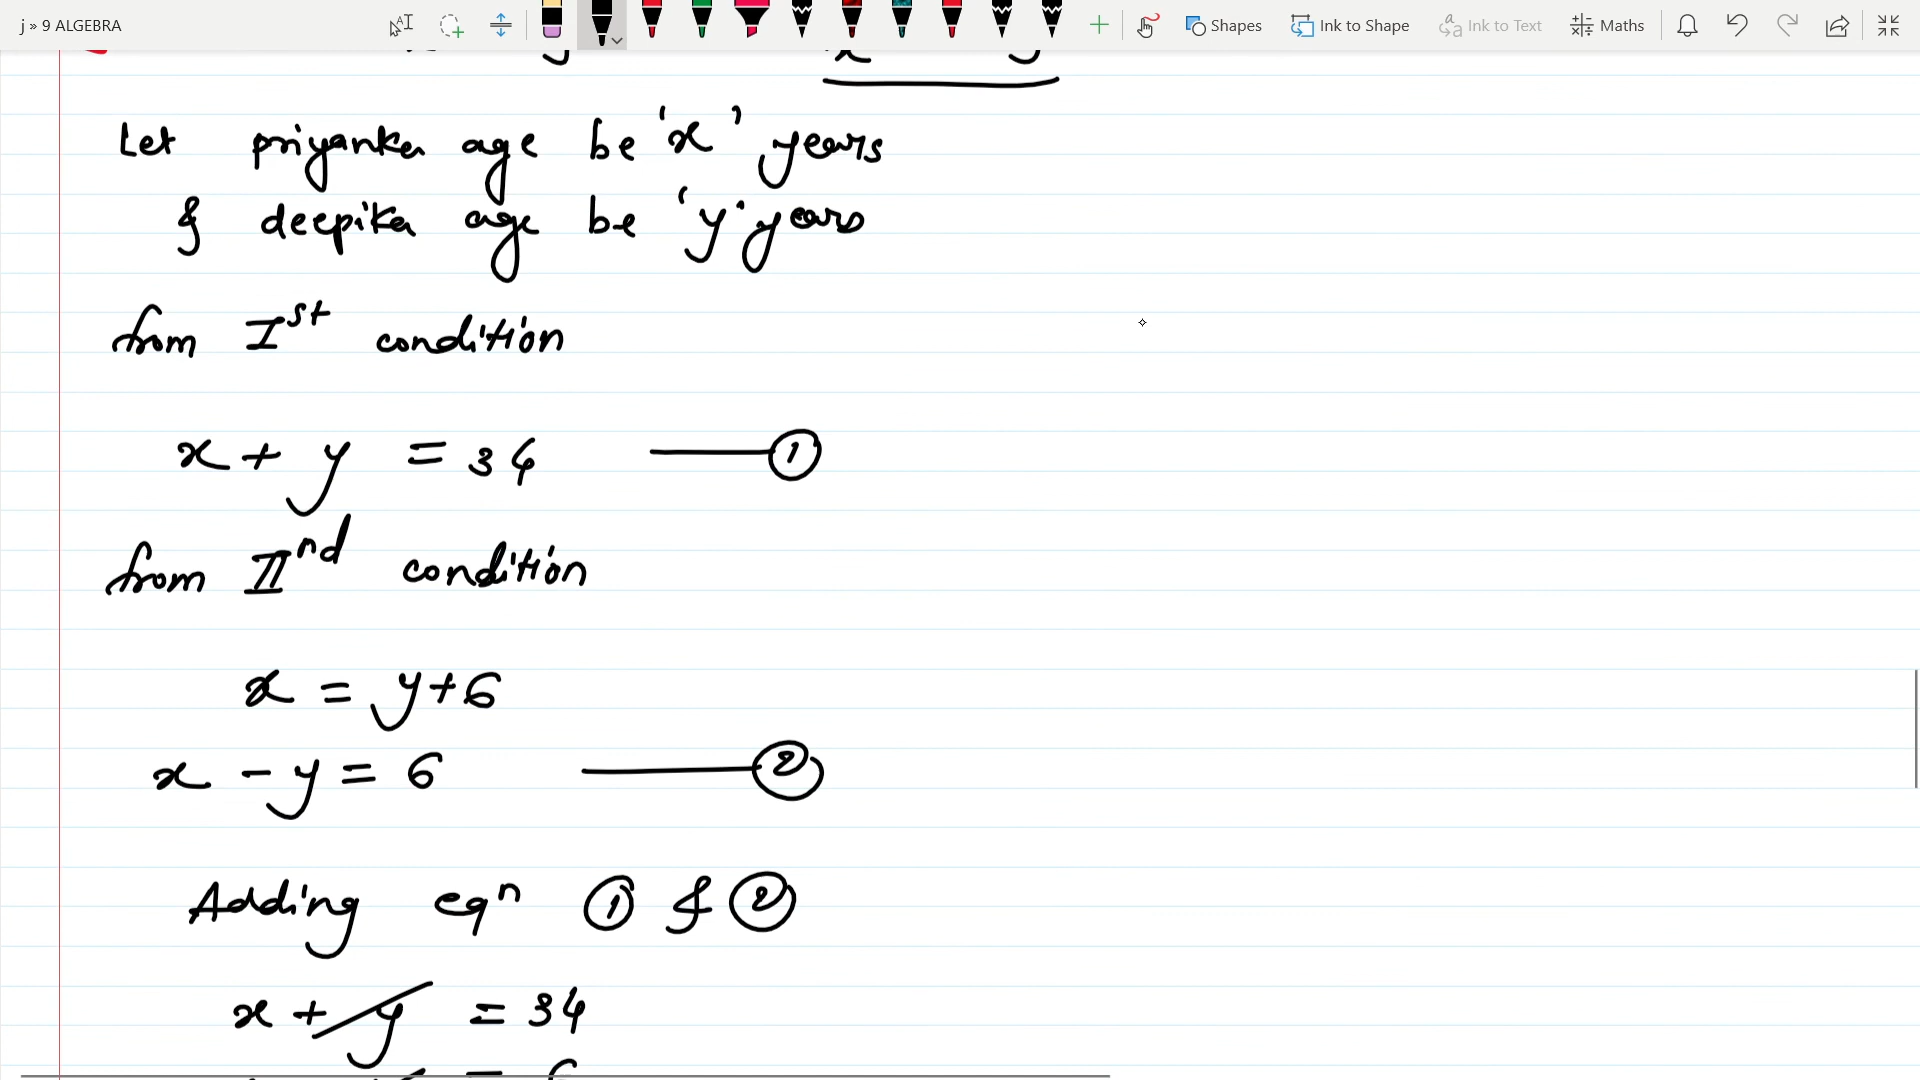 j » 9 ALGEBRA Shapes Ink to Shape Ink to Text Maths
x y
Let priyanka age be 'x' years
& deepika age be 'y' years
from Ist condition
x + y = 34 ——— ①
from IInd condition
x = y+6
x - y = 6 ——— ②
Adding eqn ① & ②
x + y = 34
= 6